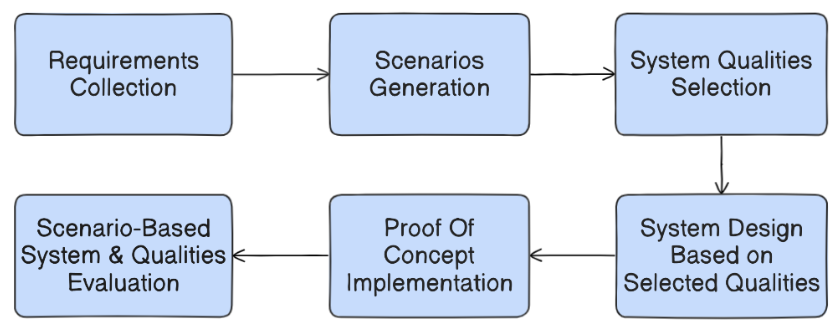 Requirements
Collection
Scenarios
Generation
System Qualities
Selection
System Design
Based on
Selected Qualities
Proof Of
Concept
Implementation
Scenario-Based
System & Qualities
Evaluation